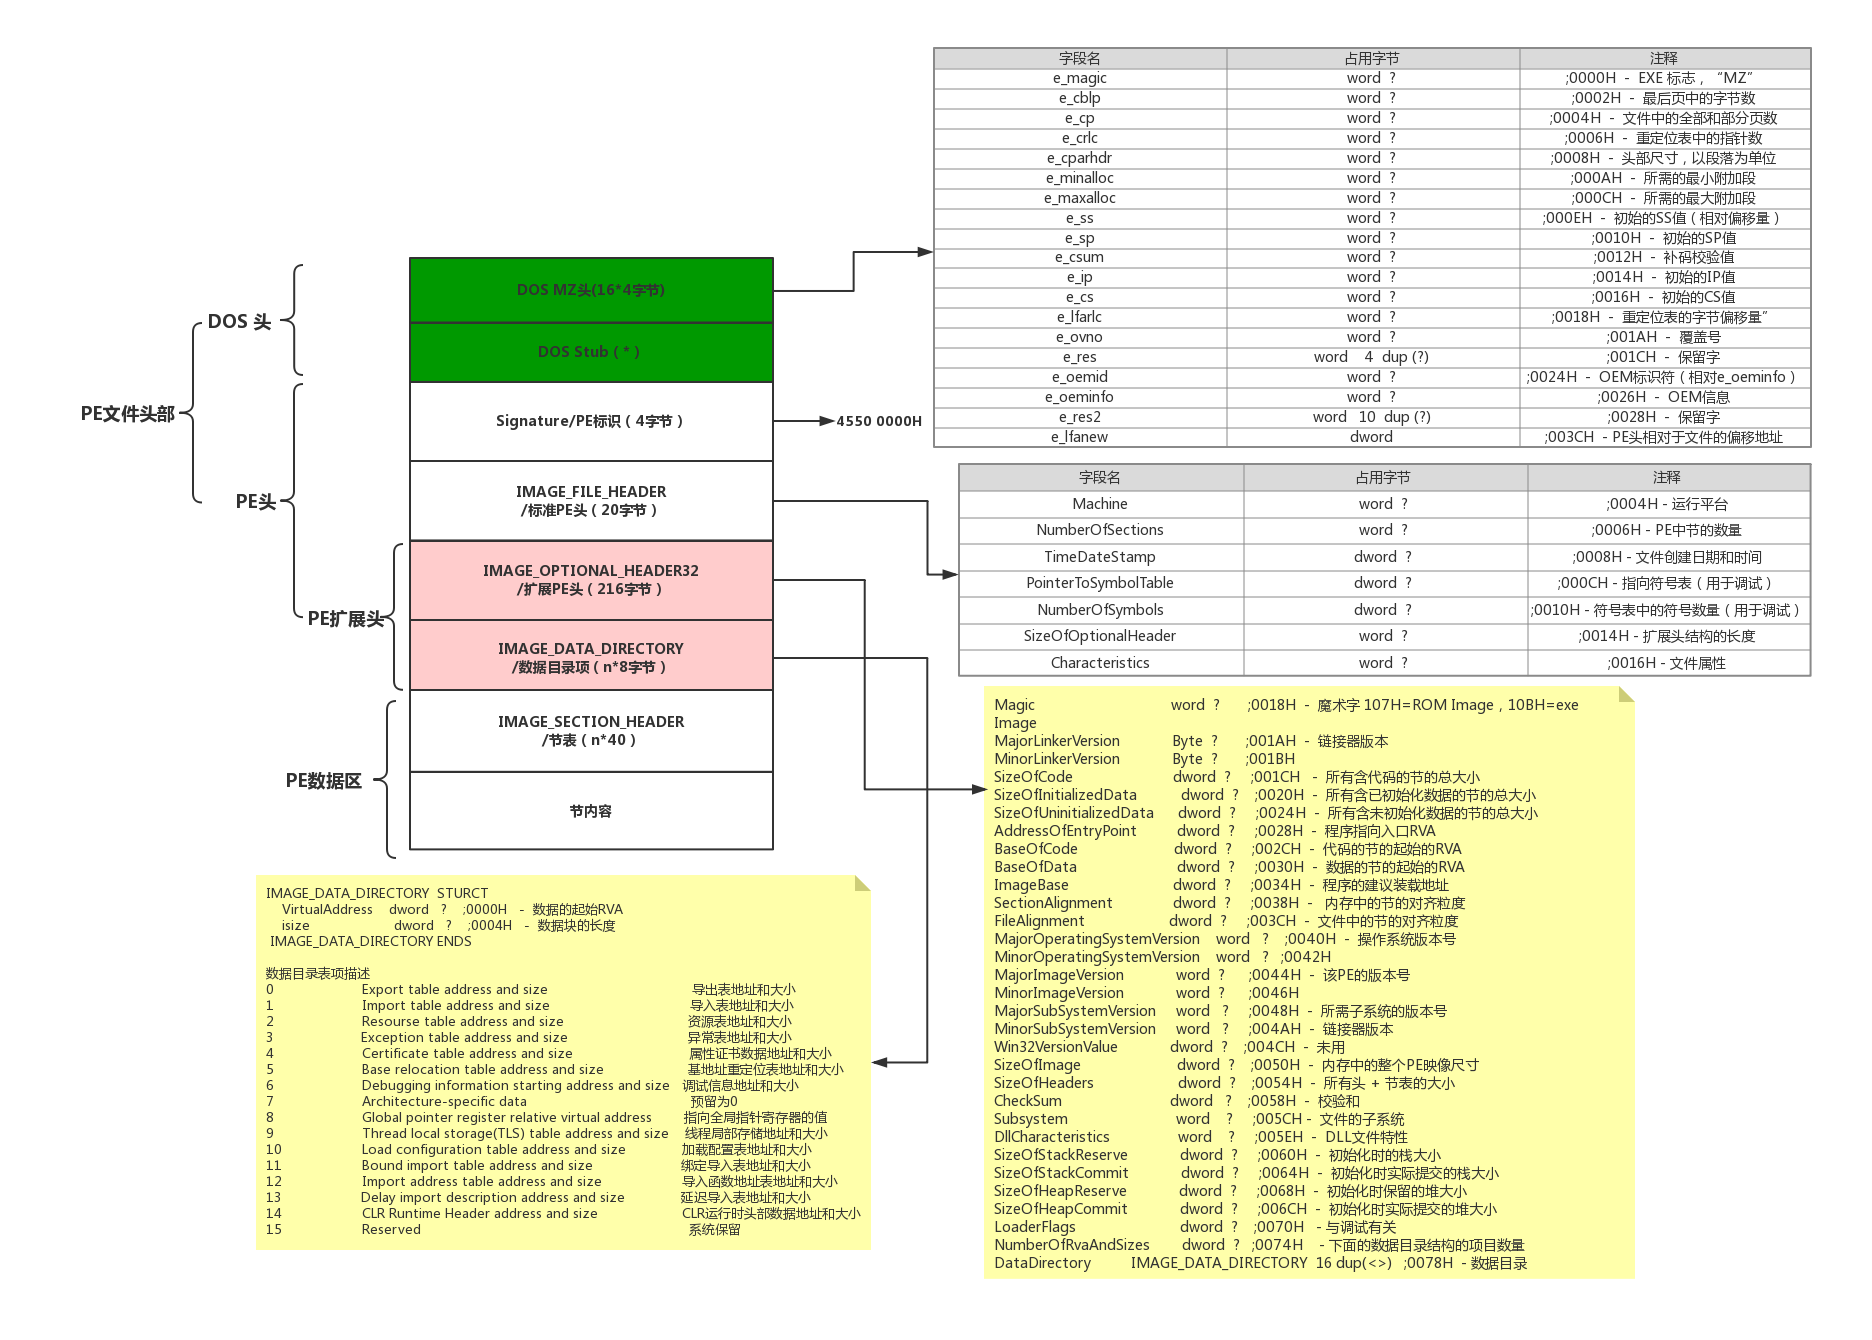 PE文件头部
DOS 头
PE头
PE扩展头
PE数据区
DOS MZ头(16*4字节)
DOS Stub ( * )
Signature/PE标识 ( 4字节 )
4550 0000H
IMAGE_FILE_HEADER
/标准PE头 ( 20字节 )
IMAGE_OPTIONAL_HEADER32
/扩展PE头 ( 216字节 )
IMAGE_DATA_DIRECTORY
/数据目录项 ( n*8字节 )
IMAGE_SECTION_HEADER
/节表 ( n*40 )
节内容
字段名 占用字节 注释
e_magic word ? ;0000H - EXE 标志， “MZ”
e_cblp word ? ;0002H - 最后页中的字节数
e_cp word ? ;0004H - 文件中的全部和部分页数
e_crlc word ? ;0006H - 重定位表中的指针数
e_cparhdr word ? ;0008H - 头部尺寸，以段落为单位
e_minalloc word ? ;000AH - 所需的最小附加段
e_maxalloc word ? ;000CH - 所需的最大附加段
e_ss word ? ;000EH - 初始的SS值 ( 相对偏移量 )
e_sp word ? ;0010H - 初始的SP值
e_csum word ? ;0012H - 补码校验值
e_ip word ? ;0014H - 初始的IP值
e_cs word ? ;0016H - 初始的CS值
e_lfarlc word ? ;0018H - 重定位表的字节偏移量”
e_ovno word ? ;001AH - 覆盖号
e_res word 4 dup (?) ;001CH - 保留字
e_oemid word ? ;0024H - OEM标识符 ( 相对e_oeminfo )
e_oeminfo word ? ;0026H - OEM信息
e_res2 word 10 dup (?) ;0028H - 保留字
e_lfanew dword ;003CH - PE头相对于文件的偏移地址
字段名 占用字节 注释
Machine word ? ;0004H - 运行平台
NumberOfSections word ? ;0006H - PE中节的数量
TimeDateStamp dword ? ;0008H - 文件创建日期和时间
PointerToSymbolTable dword ? ;000CH - 指向符号表 ( 用于调试 )
NumberOfSymbols dword ? ;0010H - 符号表中的符号数量 ( 用于调试 )
SizeOfOptionalHeader word ? ;0014H - 扩展头结构的长度
Characteristics word ? ;0016H - 文件属性
Magic word ? ;0018H - 魔术字 107H=ROM Image，10BH=exe
Image
MajorLinkerVersion Byte ? ;001AH - 链接器版本
MinorLinkerVersion Byte ? ;001BH
SizeOfCode dword ? ;001CH - 所有含代码的节的总大小
SizeOfInitializedData dword ? ;0020H - 所有含已初始化数据的节的总大小
SizeOfUninitializedData dword ? ;0024H - 所有含未初始化数据的节的总大小
AddressOfEntryPoint dword ? ;0028H - 程序指向入口RVA
BaseOfCode dword ? ;002CH - 代码的节的起始的RVA
BaseOfData dword ? ;0030H - 数据的节的起始的RVA
ImageBase dword ? ;0034H - 程序的建议装载地址
SectionAlignment dword ? ;0038H - 内存中的节的对齐粒度
FileAlignment dword ? ;003CH - 文件中的节的对齐粒度
MajorOperatingSystemVersion word ? ;0040H - 操作系统版本号
MinorOperatingSystemVersion word ? ;0042H
MajorImageVersion word ? ;0044H - 该PE的版本号
MinorImageVersion word ? ;0046H
MajorSubSystemVersion word ? ;0048H - 所需子系统的版本号
MinorSubSystemVersion word ? ;004AH - 链接器版本
Win32VersionValue dword ? ;004CH - 未用
SizeOfImage dword ? ;0050H - 内存中的整个PE映像尺寸
SizeOfHeaders dword ? ;0054H - 所有头 + 节表的大小
CheckSum dword ? ;0058H - 校验和
Subsystem word ? ;005CH - 文件的子系统
DllCharacteristics word ? ;005EH - DLL文件特性
SizeOfStackReserve dword ? ;0060H - 初始化时的栈大小
SizeOfStackCommit dword ? ;0064H - 初始化时实际提交的栈大小
SizeOfHeapReserve dword ? ;0068H - 初始化时保留的堆大小
SizeOfHeapCommit dword ? ;006CH - 初始化时实际提交的堆大小
LoaderFlags dword ? ;0070H - 与调试有关
NumberOfRvaAndSizes dword ? ;0074H - 下面的数据目录结构的项目数量
DataDirectory IMAGE_DATA_DIRECTORY 16 dup(<>) ;0078H - 数据目录
IMAGE_DATA_DIRECTORY STURCT
VirtualAddress dword ? ;0000H - 数据的起始RVA
isize dword ? ;0004H - 数据块的长度
IMAGE_DATA_DIRECTORY ENDS
数据目录表项描述
0 Export table address and size 导出表地址和大小
1 Import table address and size 导入表地址和大小
2 Resourse table address and size 资源表地址和大小
3 Exception table address and size 异常表地址和大小
4 Certificate table address and size 属性证书数据地址和大小
5 Base relocation table address and size 基地址重定位表地址和大小
6 Debugging information starting address and size 调试信息地址和大小
7 Architecture-specific data 预留为0
8 Global pointer register relative virtual address 指向全局指针寄存器的值
9 Thread local storage(TLS) table address and size 线程局部存储地址和大小
10 Load configuration table address and size 加载配置表地址和大小
11 Bound import table address and size 绑定导入表地址和大小
12 Import address table address and size 导入函数地址表地址和大小
13 Delay import description address and size 延迟导入表地址和大小
14 CLR Runtime Header address and size CLR运行时头部数据地址和大小
15 Reserved 系统保留